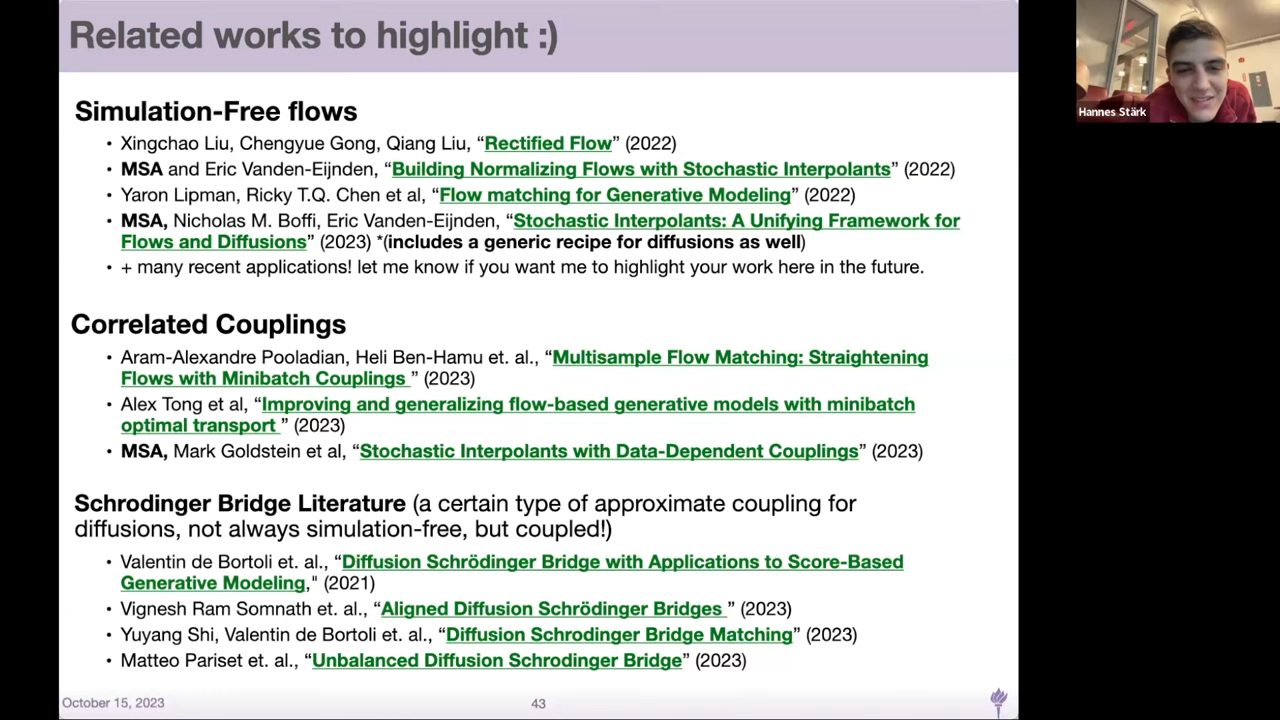 Related works to highlight :)
Hannes Stärk
Simulation-Free flows
• Xingchao Liu, Chengyue Gong, Qiang Liu, “Rectified Flow” (2022)
• MSA and Eric Vanden-Eijnden, “Building Normalizing Flows with Stochastic Interpolants” (2022)
• Yaron Lipman, Ricky T.Q. Chen et al, “Flow matching for Generative Modeling” (2022)
• MSA, Nicholas M. Boffi, Eric Vanden-Eijnden, “Stochastic Interpolants: A Unifying Framework for
Flows and Diffusions” (2023) *(includes a generic recipe for diffusions as well)
• + many recent applications! let me know if you want me to highlight your work here in the future.
Correlated Couplings
• Aram-Alexandre Pooladian, Heli Ben-Hamu et. al., “Multisample Flow Matching: Straightening
Flows with Minibatch Couplings ” (2023)
• Alex Tong et al, “Improving and generalizing flow-based generative models with minibatch
optimal transport ” (2023)
• MSA, Mark Goldstein et al, “Stochastic Interpolants with Data-Dependent Couplings” (2023)
Schrodinger Bridge Literature (a certain type of approximate coupling for
diffusions, not always simulation-free, but coupled!)
• Valentin de Bortoli et. al., “Diffusion Schrödinger Bridge with Applications to Score-Based
Generative Modeling," (2021)
• Vignesh Ram Somnath et. al., “Aligned Diffusion Schrödinger Bridges ” (2023)
• Yuyang Shi, Valentin de Bortoli et. al., “Diffusion Schrodinger Bridge Matching” (2023)
• Matteo Pariset et. al., “Unbalanced Diffusion Schrodinger Bridge” (2023)
October 15, 2023
43